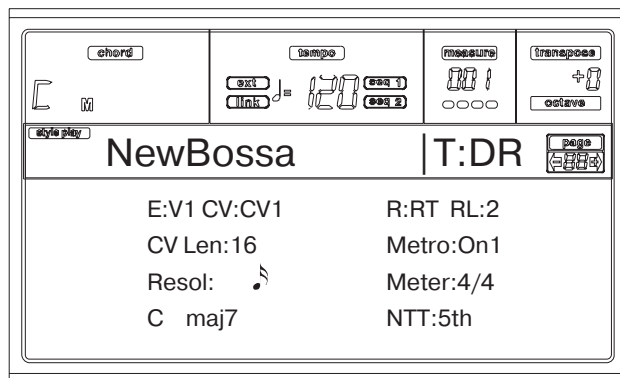 chord tempo measure transpose
C M ext link = 120 seq 1 seq 2 001 +0 octave
style play NewBossa T:DR page 88
E:V1 CV:CV1 R:RT RL:2
CV Len:16 Metro:On1
Resol: Meter:4/4
C maj7 NTT:5th